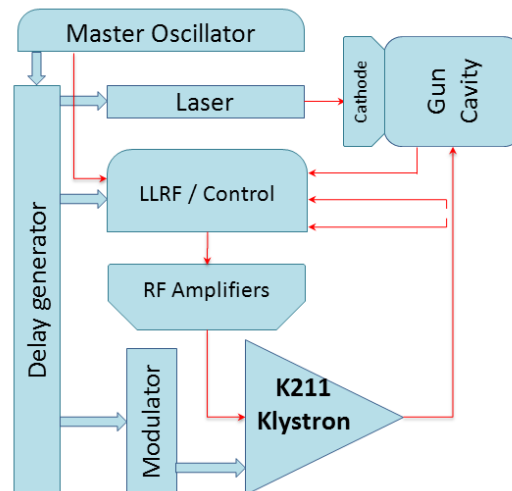 Master Oscillator
Laser
Cathode
Gun
Cavity
Delay generator
LLRF / Control
RF Amplifiers
Modulator
K211
Klystron